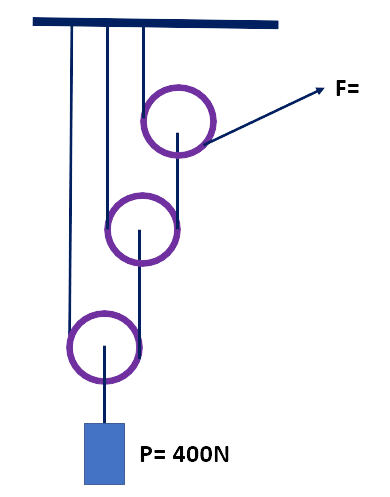 F=
P= 400N